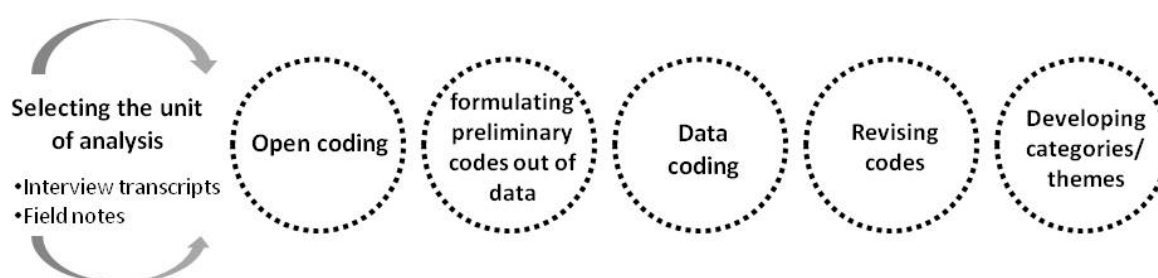 Selecting the unit
of analysis
•Interview transcripts
•Field notes
Open coding
formulating
preliminary
codes out of
data
Data
coding
Revising
codes
Developing
categories/
themes